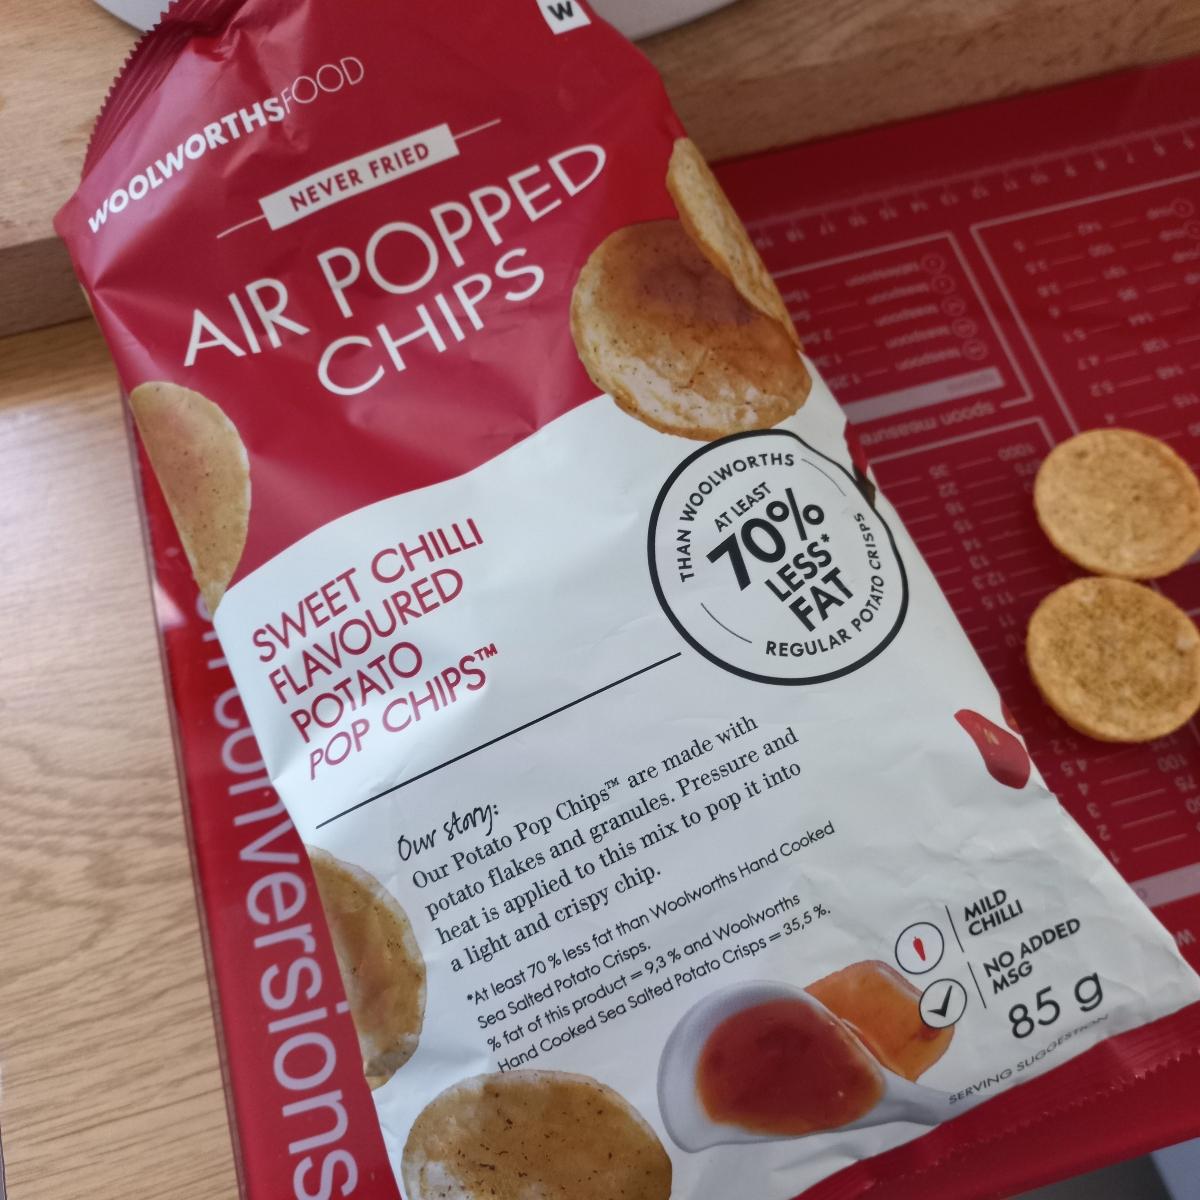 W
WOOLWORTHSFOOD
NEVER FRIED
AIR POPPED
CHIPS
THAN WOOLWORTHS
AT LEAST
70%
LESS*
FAT
REGULAR POTATO CRISPS
SWEET CHILLI
FLAVOURED
POTATO
POP CHIPS™
Our story:
Our Potato Pop Chips™ are made with
potato flakes and granules. Pressure and
heat is applied to this mix to pop it into
a light and crispy chip.
*At least 70 % less fat than Woolworths Hand Cooked
Sea Salted Potato Crisps.
% fat of this product = 9,3 % and Woolworths
Hand Cooked Sea Salted Potato Crisps = 35,5 %.
MILD
CHILLI
NO ADDED
MSG
85 g
SERVING SUGGESTION
conversions
spoon measure